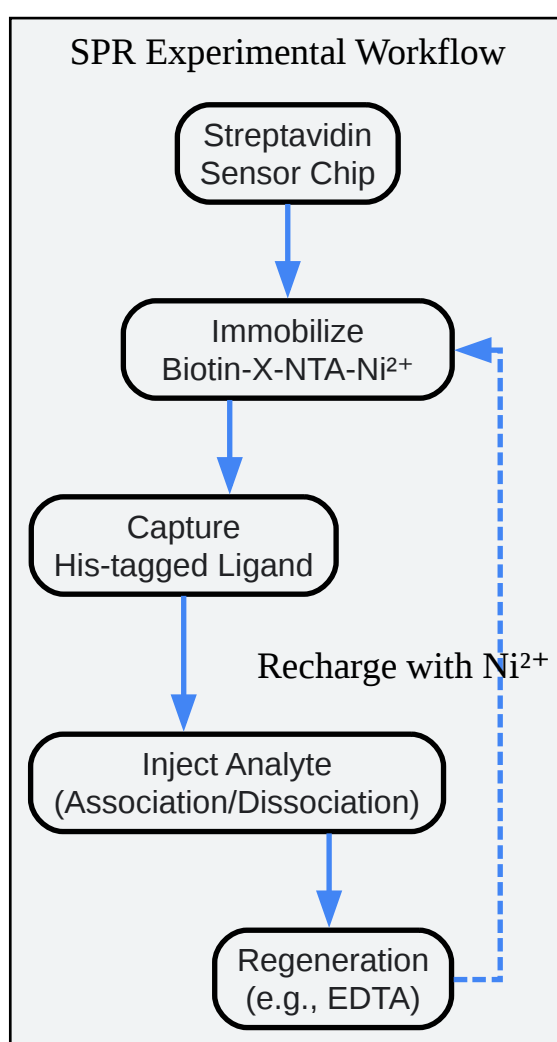 SPR Experimental Workflow
Streptavidin
Sensor Chip
Immobilize
Biotin-X-NTA-Ni²⁺
Capture
His-tagged Ligand
Recharge with Ni²⁺
Inject Analyte
(Association/Dissociation)
Regeneration
(e.g., EDTA)